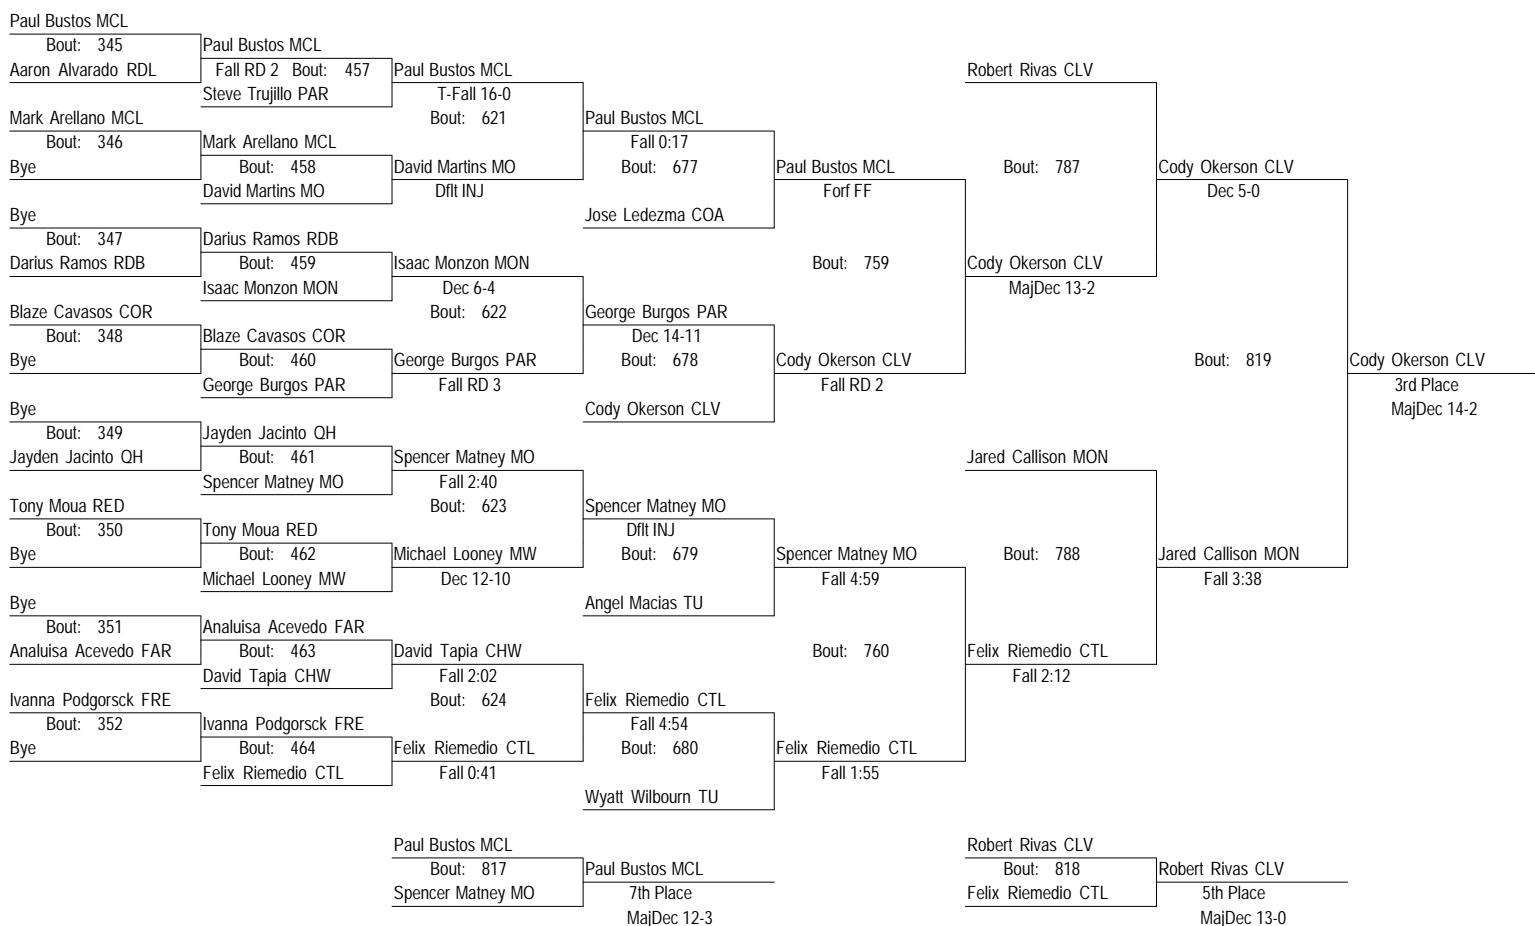 Paul Bustos MCL
Bout: 345 Paul Bustos MCL
Aaron Alvarado RDL Fall RD 2 Bout: 457 Paul Bustos MCL Robert Rivas CLV
Steve Trujillo PAR T-Fall 16-0
Mark Arellano MCL Bout: 621 Paul Bustos MCL
Bout: 346 Mark Arellano MCL Fall 0:17
Bye Bout: 458 David Martins MO Bout: 677 Paul Bustos MCL Bout: 787 Cody Okerson CLV
David Martins MO Dflt INJ Forf FF Dec 5-0
Bye Jose Ledezma COA
Bout: 347 Darius Ramos RDB
Darius Ramos RDB Bout: 459 Isaac Monzon MON Bout: 759 Cody Okerson CLV
Isaac Monzon MON Dec 6-4 MajDec 13-2
Blaze Cavasos COR Bout: 622 George Burgos PAR
Bout: 348 Blaze Cavasos COR Dec 14-11
Bye Bout: 460 George Burgos PAR Bout: 678 Cody Okerson CLV Bout: 819 Cody Okerson CLV
George Burgos PAR Fall RD 3 Fall RD 2 3rd Place
Bye Cody Okerson CLV MajDec 14-2
Bout: 349 Jayden Jacinto QH
Jayden Jacinto QH Bout: 461 Spencer Matney MO Jared Callison MON
Spencer Matney MO Fall 2:40
Tony Moua RED Bout: 623 Spencer Matney MO
Bout: 350 Tony Moua RED Dflt INJ
Bye Bout: 462 Michael Looney MW Bout: 679 Spencer Matney MO Bout: 788 Jared Callison MON
Michael Looney MW Dec 12-10 Fall 4:59 Fall 3:38
Bye Angel Macias TU
Bout: 351 Analuisa Acevedo FAR
Analuisa Acevedo FAR Bout: 463 David Tapia CHW Bout: 760 Felix Riemedio CTL
David Tapia CHW Fall 2:02 Fall 2:12
Ivanna Podgorsck FRE Bout: 624 Felix Riemedio CTL
Bout: 352 Ivanna Podgorsck FRE Fall 4:54
Bye Bout: 464 Felix Riemedio CTL Bout: 680 Felix Riemedio CTL
Felix Riemedio CTL Fall 0:41 Fall 1:55
Wyatt Wilbourn TU
Paul Bustos MCL Robert Rivas CLV
Bout: 817 Paul Bustos MCL Bout: 818 Robert Rivas CLV
Spencer Matney MO 7th Place Felix Riemedio CTL 5th Place
MajDec 12-3 MajDec 13-0